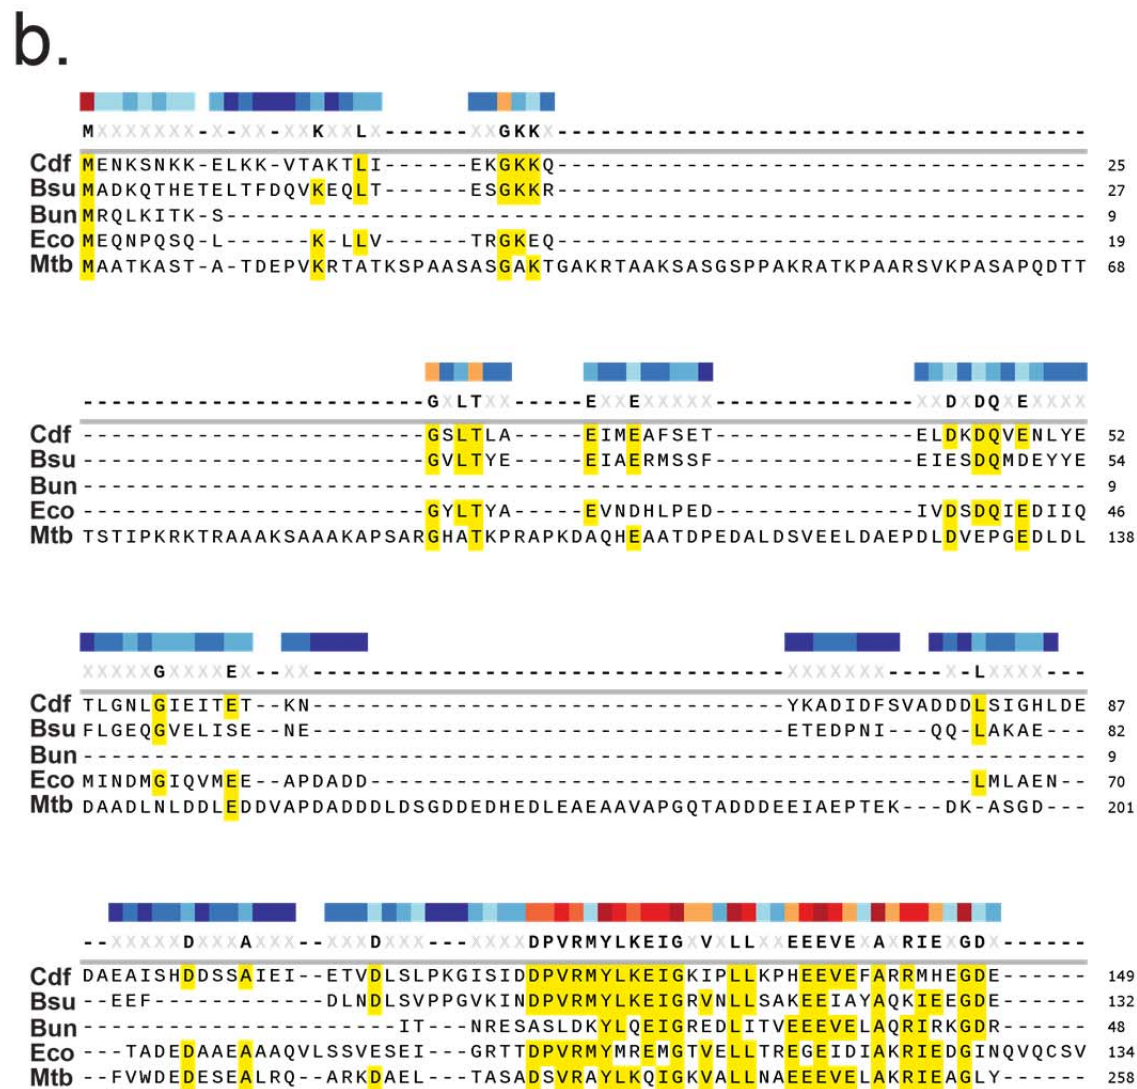 b.
MXXXXXXX-X-XX-XXKXXLX------XXGKKX-------------------------------------
Cdf MENKSNKK-ELKK-VTAKTLI------EKGKKQ------------------------------------- 25
Bsu MADKQTHETELTFDQVKEQLT------ESGKKR------------------------------------- 27
Bun MRQLKITK-S------------------------------------------------------------ 9
Eco MEQNPQSQ-L------K-LLV------TRGKEQ------------------------------------- 19
Mtb MAATKAST-A-TDEPVKRTATKSPAASASGAKTGAKRTAAKSASGSPPAKRATKPAARSVKPASAPQDTT 68
------------------------GXLTXX-----EXXEXXXXX--------------XXDXDQXEXXXX
Cdf ------------------------GSLTLA-----EIMEAFSET--------------ELDKDQVENLYE 52
Bsu ------------------------GVLTYE-----EIAERMSSF--------------EIESDQMDEYYE 54
Bun ---------------------------------------------------------------------- 9
Eco ------------------------GYLTYA-----EVNDHLPED--------------IVDSDQIEDIIQ 46
Mtb TSTIPKRKTRAAAKSAAAKAPSARGHATKPRAPKDAQHEAATDPEDALDSVEELDAEPDLDVEPGEDLDL 138
XXXXXGXXXXEX--XX---------------------------------XXXXXXX----X-LXXXX---
Cdf TLGNLGIEITET--KN---------------------------------YKADIDFSVADDDLSIGHLDE 87
Bsu FLGEQGVELISE--NE---------------------------------ETEDPNI---QQ-LAKAE--- 82
Bun ---------------------------------------------------------------------- 9
Eco MINDMGIQVMEE--APDADD------------------------------------------LMLAEN-- 70
Mtb DAADLNLDDLEDDVAPDADDDLDSGDDEDHEDLEAEAAVAPGQTADDDEEIAEPTEK---DK-ASGD--- 201
--XXXXXDXXXAXXX--XXXDXXX---XXXXDPVRMYLKEIGXVXLLXXEEEVEXAXRIEXGDX------
Cdf DAEAISHDDSSAIEI--ETVDLSLPKGISIDDPVRMYLKEIGKIPLLKPHEEVEFARRMHEGDE------ 149
Bsu --EEF------------DLNDLSVPPGVKINDPVRMYLKEIGRVNLLSAKEEIAYAQKIEEGDE------ 132
Bun ----------------------IT---NRESASLDKYLQEIGREDLITVEEEVELAQRIRKGDR------ 48
Eco ---TADEDAAEAAAQVLSSVESEI---GRTTDPVRMYMREMGTVELLTREGEIDIAKRIEDGINQVQCSV 134
Mtb --FVWDEDESEALRQ--ARKDAEL---TASADSVRAYLKQIGKVALLNAEEEVELAKRIEAGLY------ 258